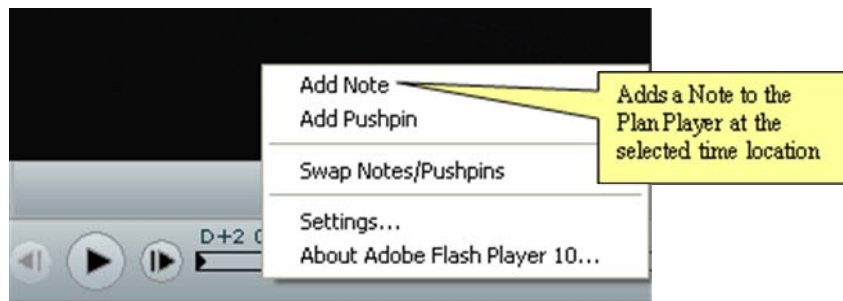 Add Note
Add Pushpin
Swap Notes/Pushpins
Settings...
About Adobe Flash Player 10...
Adds a Note to the
Plan Player at the
selected time location
D+2